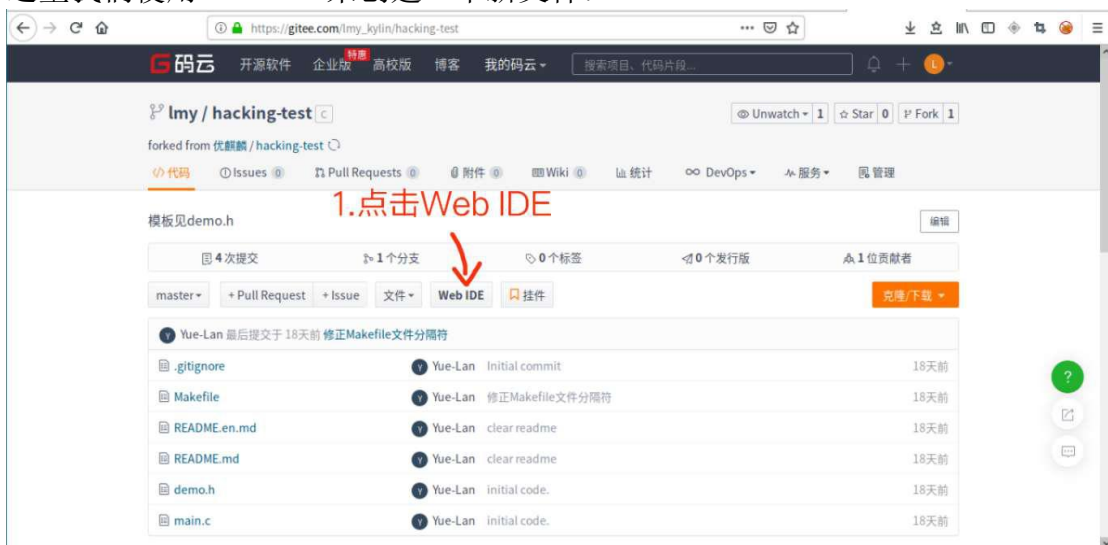 https://gitee.com/lmy_kylin/hacking-test
码云 开源软件 企业版 特惠 高校版 博客 我的码云 搜索项目、代码片段...
lmy / hacking-test C
Unwatch 1 Star 0 Fork 1
forked from 优麒麟 / hacking-test
代码 Issues 0 Pull Requests 0 附件 0 Wiki 0 统计 DevOps 服务 管理
1.点击Web IDE
模板见demo.h 编辑
4 次提交 1 个分支 0 个标签 0 个发行版 1 位贡献者
master + Pull Request + Issue 文件 Web IDE 挂件 克隆/下载
Y Yue-Lan 最后提交于 18天前 修正Makefile文件分隔符
.gitignore Y Yue-Lan Initial commit 18天前
Makefile Y Yue-Lan 修正Makefile文件分隔符 18天前
README.en.md Y Yue-Lan clear readme 18天前
README.md Y Yue-Lan clear readme 18天前
demo.h Y Yue-Lan initial code. 18天前
main.c Y Yue-Lan initial code. 18天前
?